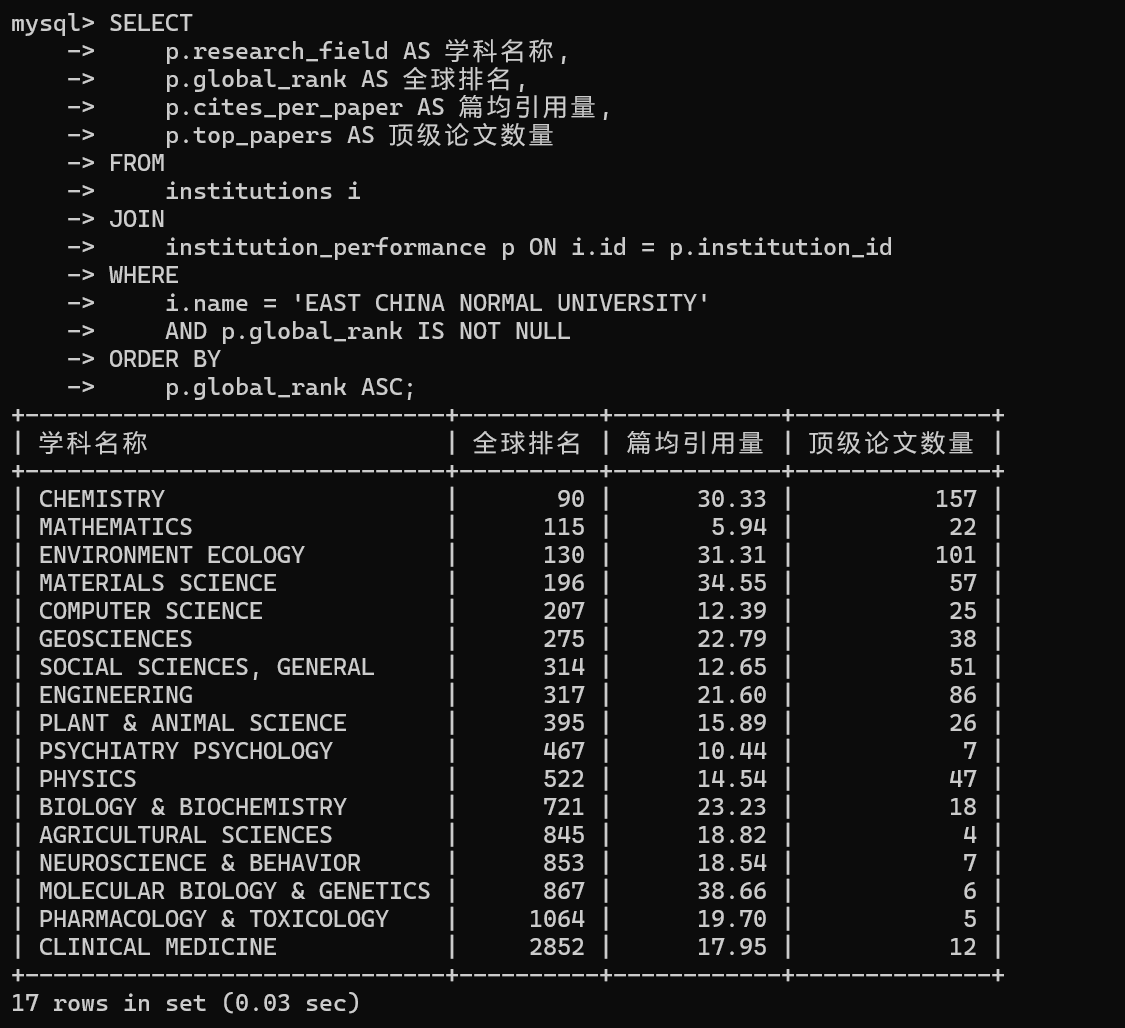 mysql> SELECT
    ->     p.research_field AS 学科名称,
    ->     p.global_rank AS 全球排名,
    ->     p.cites_per_paper AS 篇均引用量,
    ->     p.top_papers AS 顶级论文数量
    -> FROM
    ->     institutions i
    -> JOIN
    ->     institution_performance p ON i.id = p.institution_id
    -> WHERE
    ->     i.name = 'EAST CHINA NORMAL UNIVERSITY'
    ->     AND p.global_rank IS NOT NULL
    -> ORDER BY
    ->     p.global_rank ASC;
+------------------------------+----------+------------+--------------+
| 学科名称                     | 全球排名 | 篇均引用量 | 顶级论文数量 |
+------------------------------+----------+------------+--------------+
| CHEMISTRY                    |       90 |      30.33 |          157 |
| MATHEMATICS                  |      115 |       5.94 |           22 |
| ENVIRONMENT ECOLOGY          |      130 |      31.31 |          101 |
| MATERIALS SCIENCE            |      196 |      34.55 |           57 |
| COMPUTER SCIENCE             |      207 |      12.39 |           25 |
| GEOSCIENCES                  |      275 |      22.79 |           38 |
| SOCIAL SCIENCES, GENERAL     |      314 |      12.65 |           51 |
| ENGINEERING                  |      317 |      21.60 |           86 |
| PLANT & ANIMAL SCIENCE       |      395 |      15.89 |           26 |
| PSYCHIATRY PSYCHOLOGY        |      467 |      10.44 |            7 |
| PHYSICS                      |      522 |      14.54 |           47 |
| BIOLOGY & BIOCHEMISTRY       |      721 |      23.23 |           18 |
| AGRICULTURAL SCIENCES        |      845 |      18.82 |            4 |
| NEUROSCIENCE & BEHAVIOR      |      853 |      18.54 |            7 |
| MOLECULAR BIOLOGY & GENETICS |      867 |      38.66 |            6 |
| PHARMACOLOGY & TOXICOLOGY    |     1064 |      19.70 |            5 |
| CLINICAL MEDICINE            |     2852 |      17.95 |           12 |
+------------------------------+----------+------------+--------------+
17 rows in set (0.03 sec)